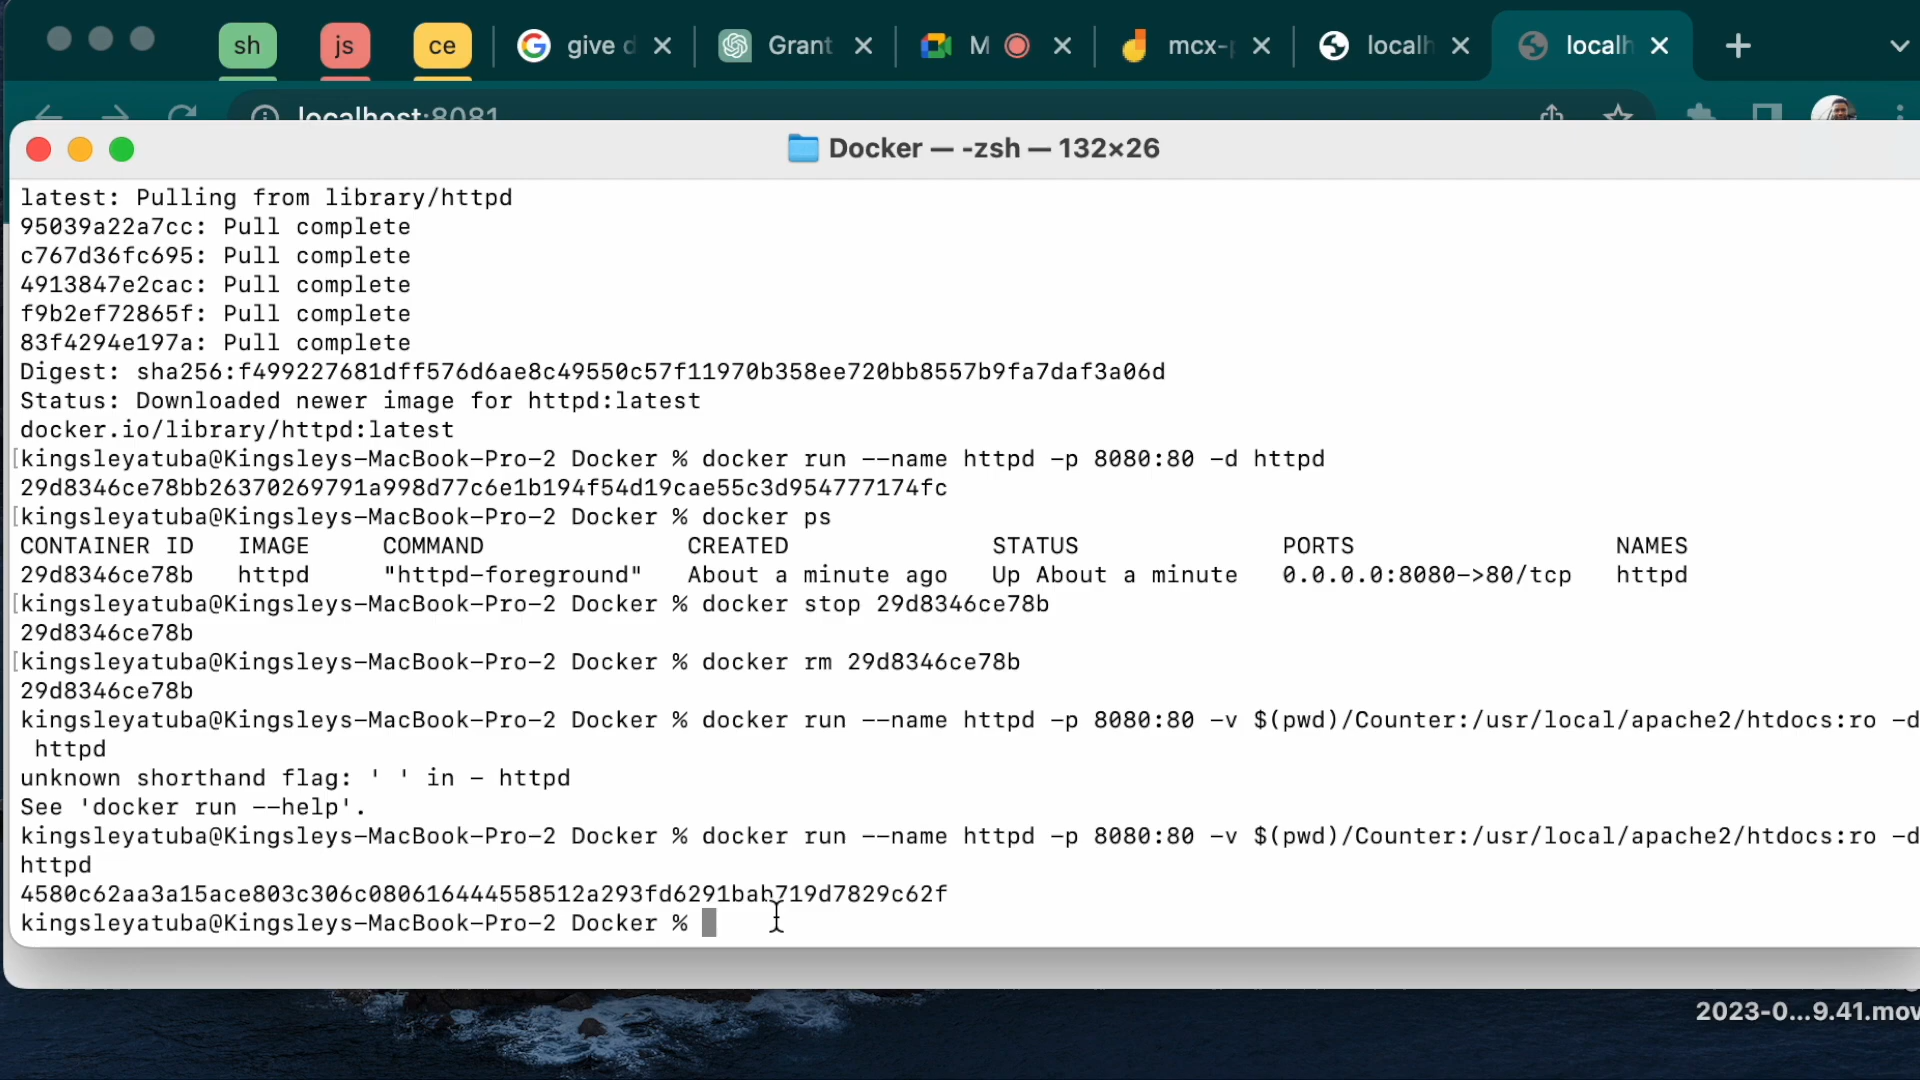 sh js ce give d Grant M mcx-p localh localh
localhost:8081
Docker — -zsh — 132×26
latest: Pulling from library/httpd
95039a22a7cc: Pull complete
c767d36fc695: Pull complete
4913847e2cac: Pull complete
f9b2ef72865f: Pull complete
83f4294e197a: Pull complete
Digest: sha256:f499227681dff576d6ae8c49550c57f11970b358ee720bb8557b9fa7daf3a06d
Status: Downloaded newer image for httpd:latest
docker.io/library/httpd:latest
[kingsleyatuba@Kingsleys-MacBook-Pro-2 Docker % docker run --name httpd -p 8080:80 -d httpd
29d8346ce78bb26370269791a998d77c6e1b194f54d19cae55c3d954777174fc
[kingsleyatuba@Kingsleys-MacBook-Pro-2 Docker % docker ps
CONTAINER ID   IMAGE     COMMAND              CREATED              STATUS              PORTS                  NAMES
29d8346ce78b   httpd     "httpd-foreground"   About a minute ago   Up About a minute   0.0.0.0:8080->80/tcp   httpd
[kingsleyatuba@Kingsleys-MacBook-Pro-2 Docker % docker stop 29d8346ce78b
29d8346ce78b
[kingsleyatuba@Kingsleys-MacBook-Pro-2 Docker % docker rm 29d8346ce78b
29d8346ce78b
kingsleyatuba@Kingsleys-MacBook-Pro-2 Docker % docker run --name httpd -p 8080:80 -v $(pwd)/Counter:/usr/local/apache2/htdocs:ro -d
 httpd
unknown shorthand flag: ' ' in - httpd
See 'docker run --help'.
kingsleyatuba@Kingsleys-MacBook-Pro-2 Docker % docker run --name httpd -p 8080:80 -v $(pwd)/Counter:/usr/local/apache2/htdocs:ro -d
httpd
4580c62aa3a15ace803c306c080616444558512a293fd6291bab719d7829c62f
kingsleyatuba@Kingsleys-MacBook-Pro-2 Docker %
2023-0...9.41.mov